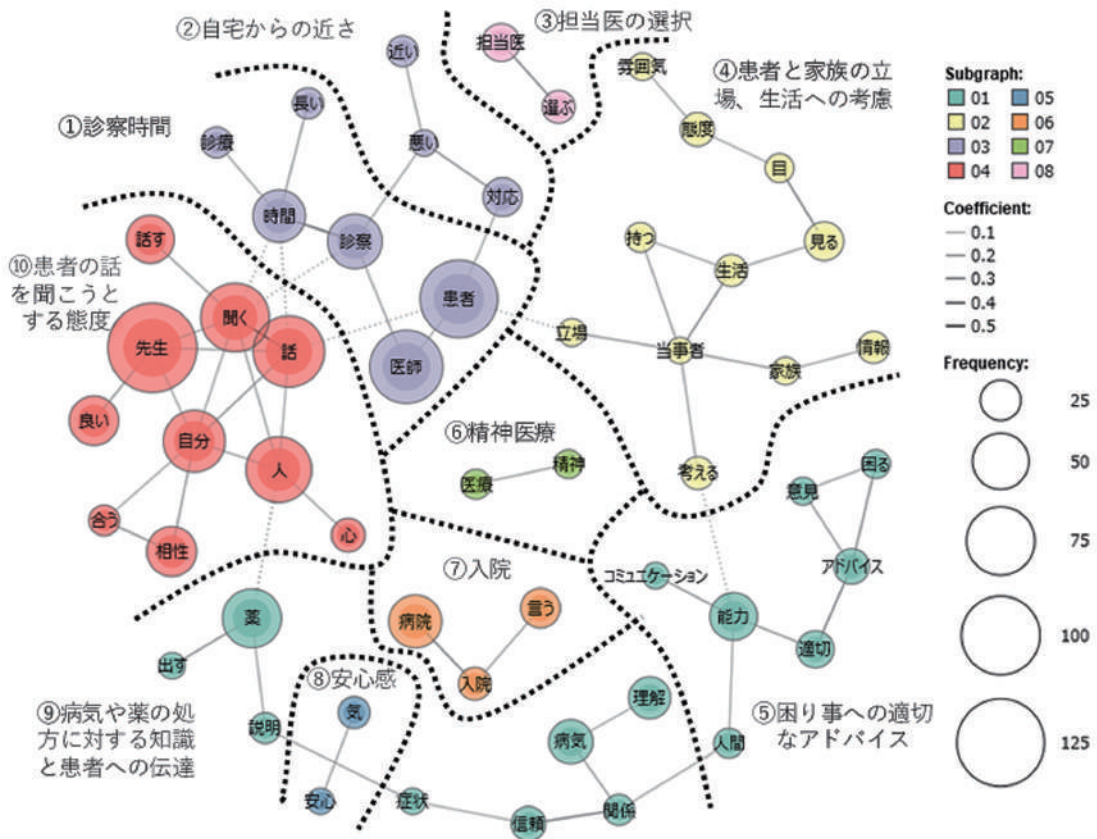 ②自宅からの近さ
③担当医の選択
④患者と家族の立
場、生活への考慮
①診察時間
⑩患者の話
を聞こうと
する態度
⑥精神医療
⑦入院
⑧安心感
⑨病気や薬の処
方に対する知識
と患者への伝達
⑤困り事への適切
なアドバイス
近い
長い
診療
悪い
時間
診察
対応
患者
医師
担当医
選ぶ
雰囲気
態度
目
見る
持つ
生活
立場
当事者
家族
情報
考える
話す
聞く
先生
話
良い
自分
人
合う
相性
心
医療
精神
病院
言う
入院
薬
出す
説明
気
安心
症状
信頼
関係
病気
理解
人間
コミュニケーション
能力
適切
アドバイス
意見
困る
Subgraph:
01 05
02 06
03 07
04 08
Coefficient:
0.1
0.2
0.3
0.4
0.5
Frequency:
25
50
75
100
125